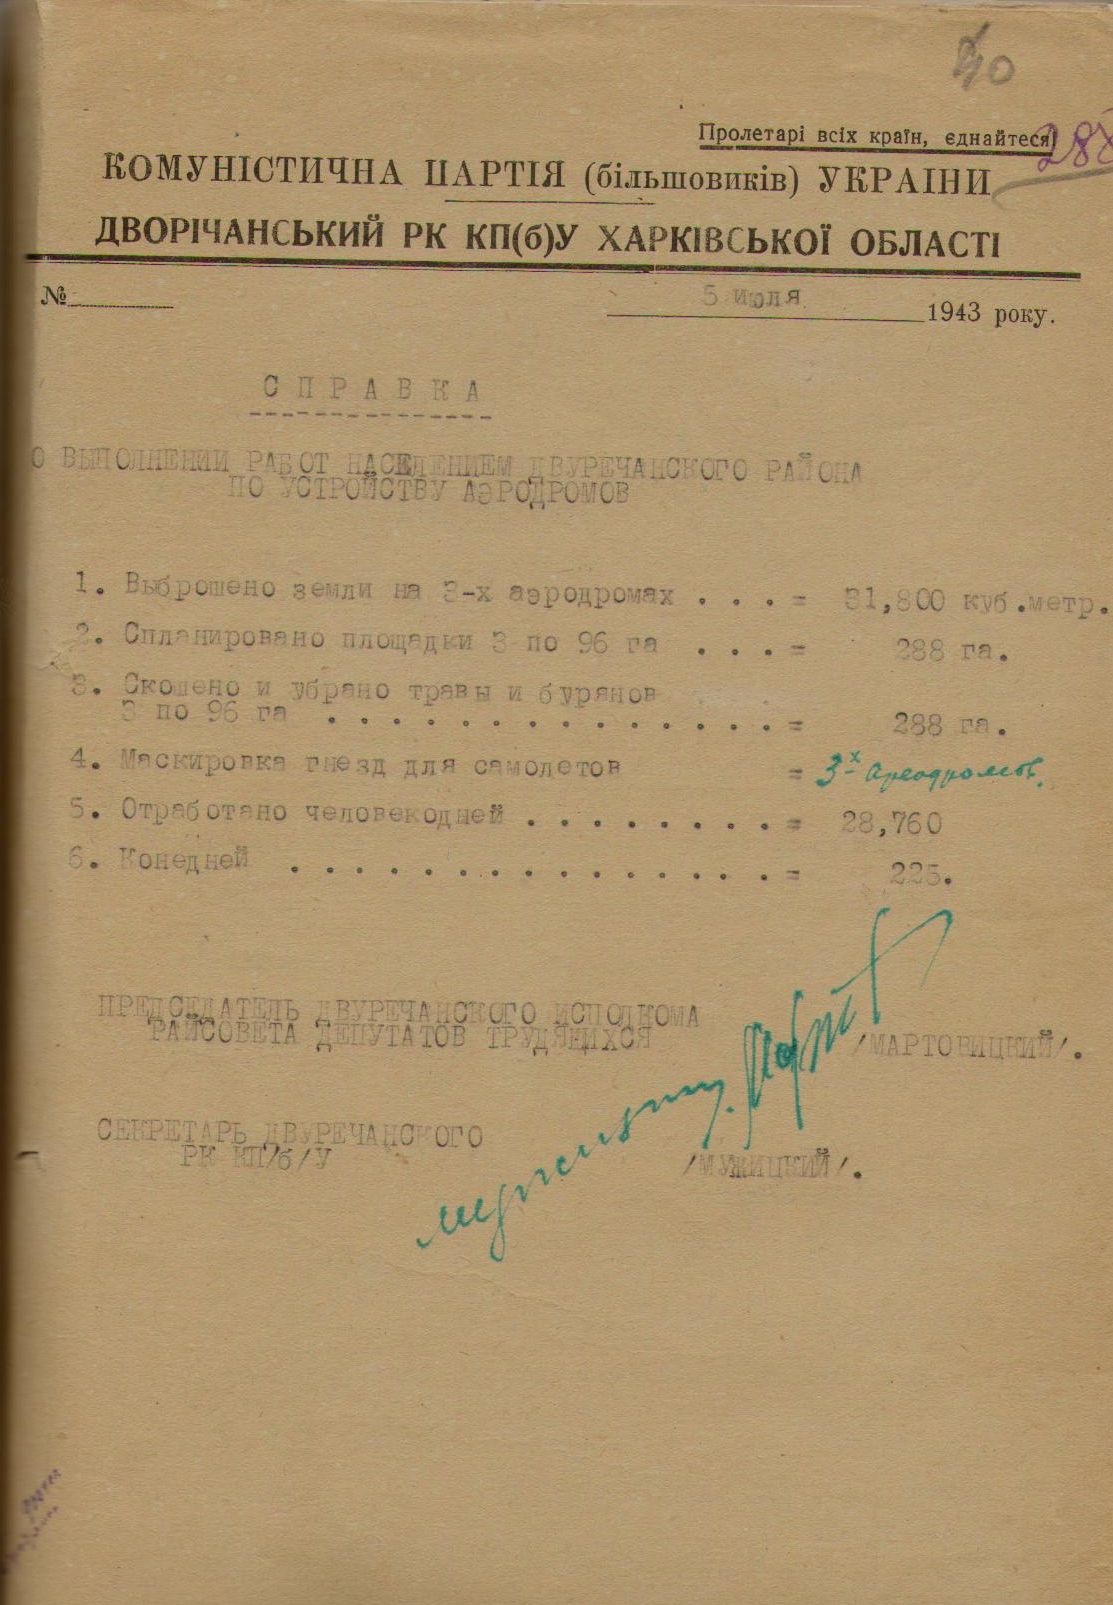 40
Пролетарі всіх країн, єднайтеся!
288
КОМУНІСТИЧНА ПАРТІЯ (більшовиків) УКРАІНИ
ДВОРІЧАНСЬКИЙ РК КП(б)У ХАРКІВСЬКОЇ ОБЛАСТІ
№
5 июля 1943 року.
СПРАВКА
О ВЫПОЛНЕНИИ РАБОТ НАСЕЛЕНИЕМ ДВУРЕЧАНСКОГО РАЙОНА
ПО УСТРОЙСТВУ АЭРОДРОМОВ
1. Выброшено земли на 3-х аэродромах . . . = 31,800 куб.метр.
2. Спланировано площадки 3 по 96 га . . . = 288 га.
3. Скошено и убрано травы и бурянов
3 по 96 га . . . . . . . . . . . . . . = 288 га.
4. Маскировка гнезд для самолетов = 3-х ареодромов.
5. Отработано человекодней . . . . . . . . = 28,760
6. Конедней . . . . . . . . . . . . . . . = 225.
ПРЕДСЕДАТЕЛЬ ДВУРЕЧАНСКОГО ИСПОЛКОМА
РАЙСОВЕТА ДЕПУТАТОВ ТРУДЯЩИХСЯ /МАРТОВИЦКИЙ/.
СЕКРЕТАРЬ ДВУРЕЧАНСКОГО
РК КП/б/У /МУЖИЦКИЙ/.